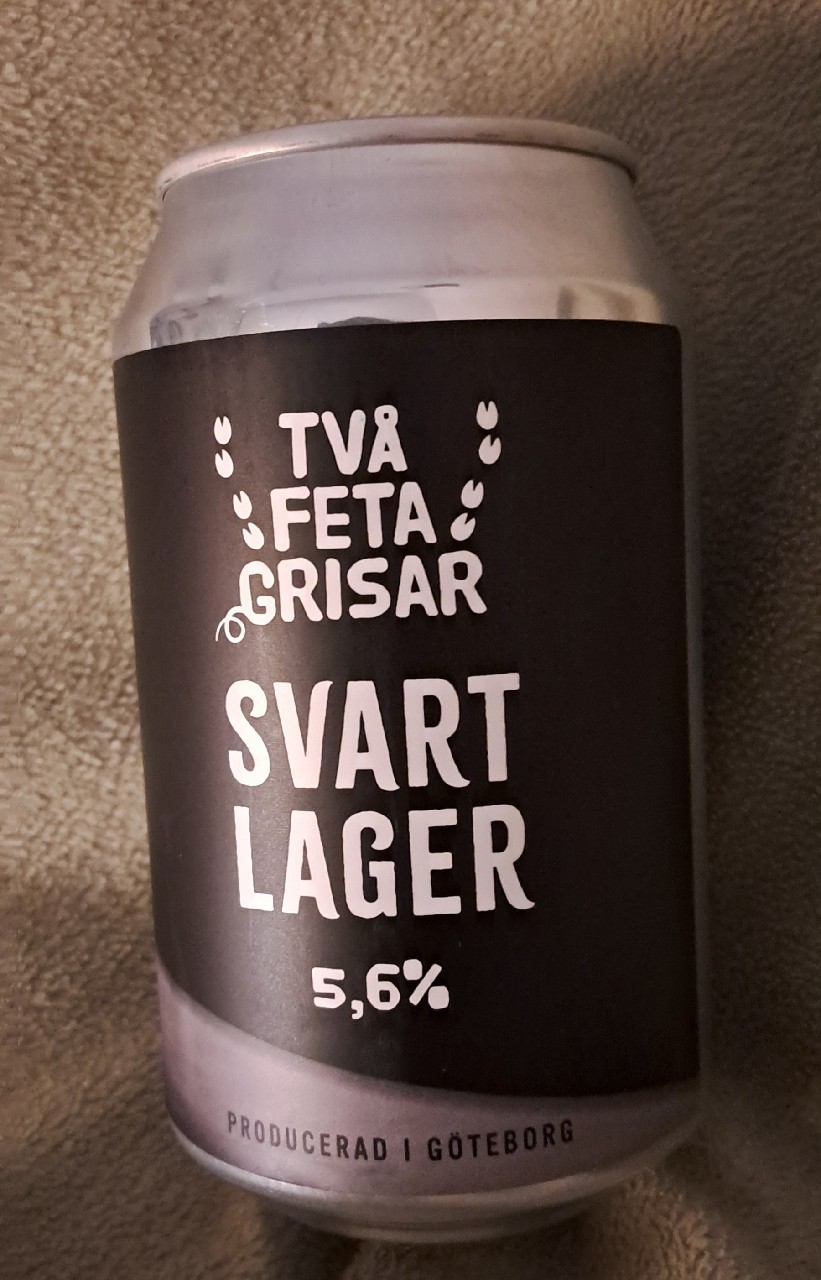 TVÅ
FETA
GRISAR
SVART
LAGER
5,6%
PRODUCERAD I GÖTEBORG